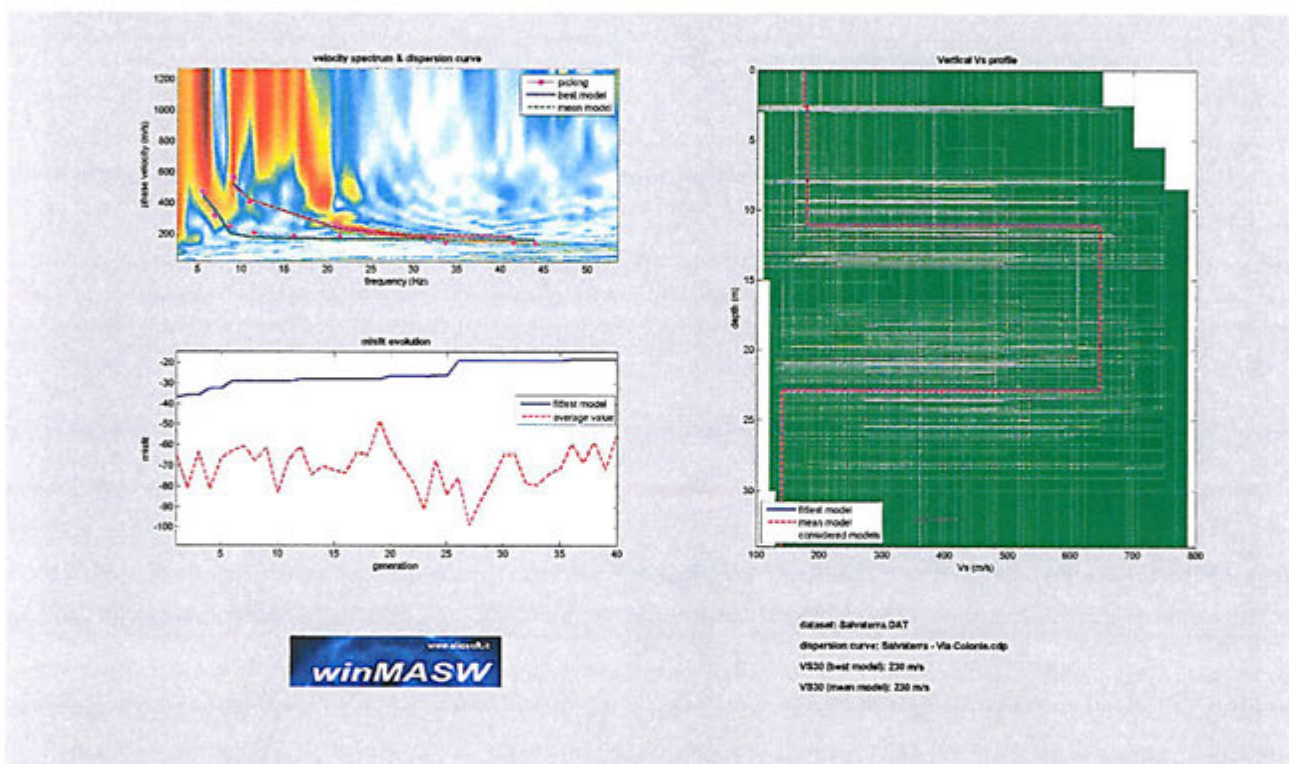 velocity spectrum & dispersion curve
1200
1000
800
600
400
200
phase velocity (m/s)
picking
best model
mean model
5 10 15 20 25 30 35 40 45 50
frequency (Hz)
misfit evolution
-20
-30
-40
-50
-60
-70
-80
-90
-100
misfit
fittest model
average value
5 10 15 20 25 30 35 40
generation
www.eliosoft.it
winMASW
Vertical Vs profile
0
5
10
15
20
25
30
depth (m)
fittest model
mean model
considered models
100 200 300 400 500 600 700 800
Vs (m/s)
dataset: Salvaterra.DAT
dispersion curve: Salvaterra - Via Colonie.cdp
VS30 (best model): 230 m/s
VS30 (mean model): 230 m/s